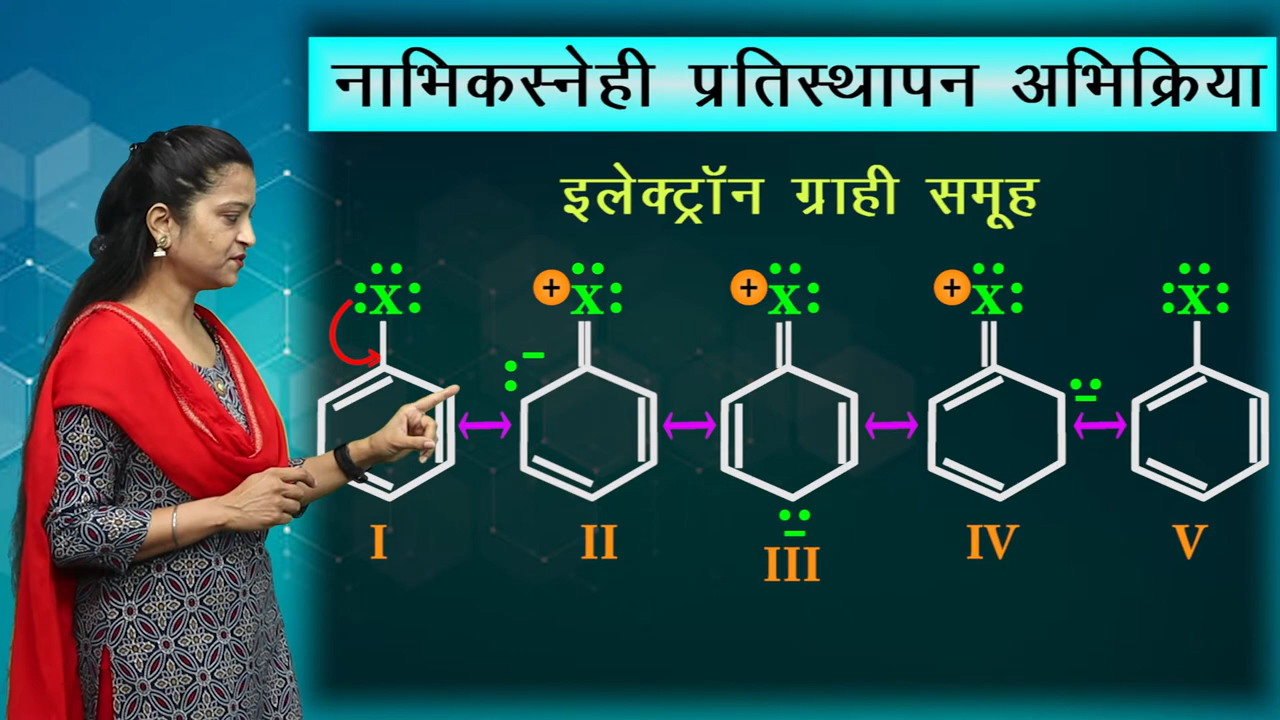 नाभिकस्नेही प्रतिस्थापन अभिक्रिया
इलेक्ट्रॉन ग्राही समूह
X + X + X + X X
I II III IV V